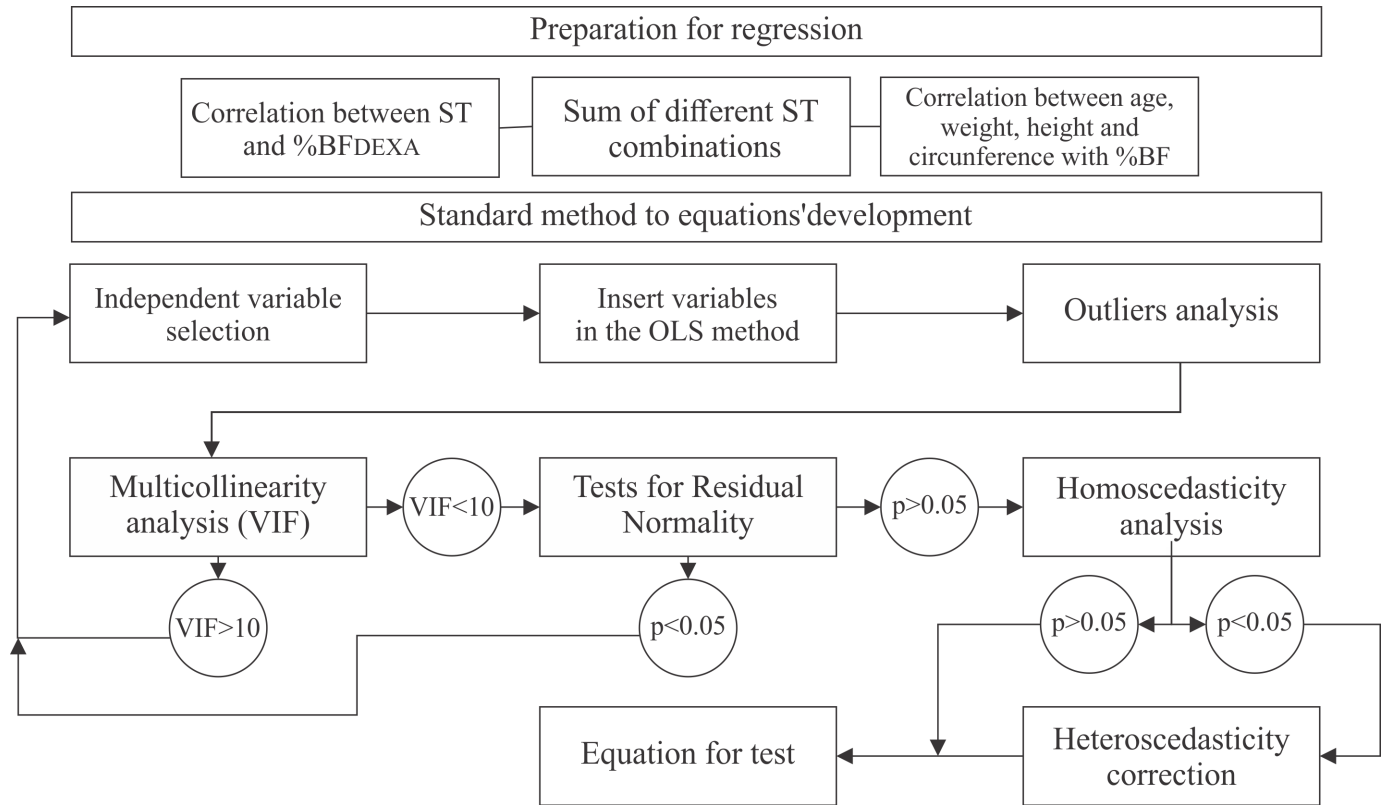 Preparation for regression
Correlation between ST
and %BFDEXA
Sum of different ST
combinations
Correlation between age,
weight, height and
circunference with %BF
Standard method to equations'development
Independent variable
selection
Insert variables
in the OLS method
Outliers analysis
Multicollinearity
analysis (VIF)
VIF<10
Tests for Residual
Normality
p>0.05
Homoscedasticity
analysis
VIF>10
p<0.05
p>0.05
p<0.05
Equation for test
Heteroscedasticity
correction